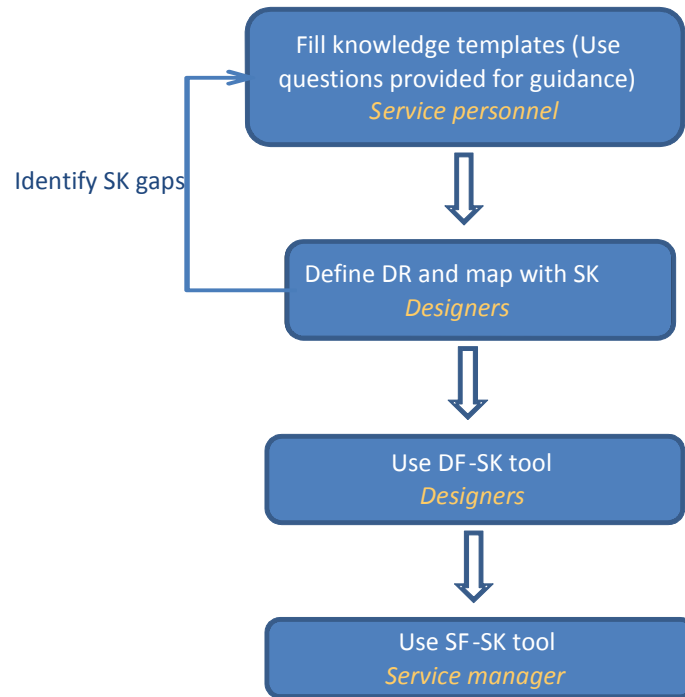 Fill knowledge templates (Use
questions provided for guidance)
Service personnel
Identify SK gaps
Define DR and map with SK
Designers
Use DF-SK tool
Designers
Use SF-SK tool
Service manager